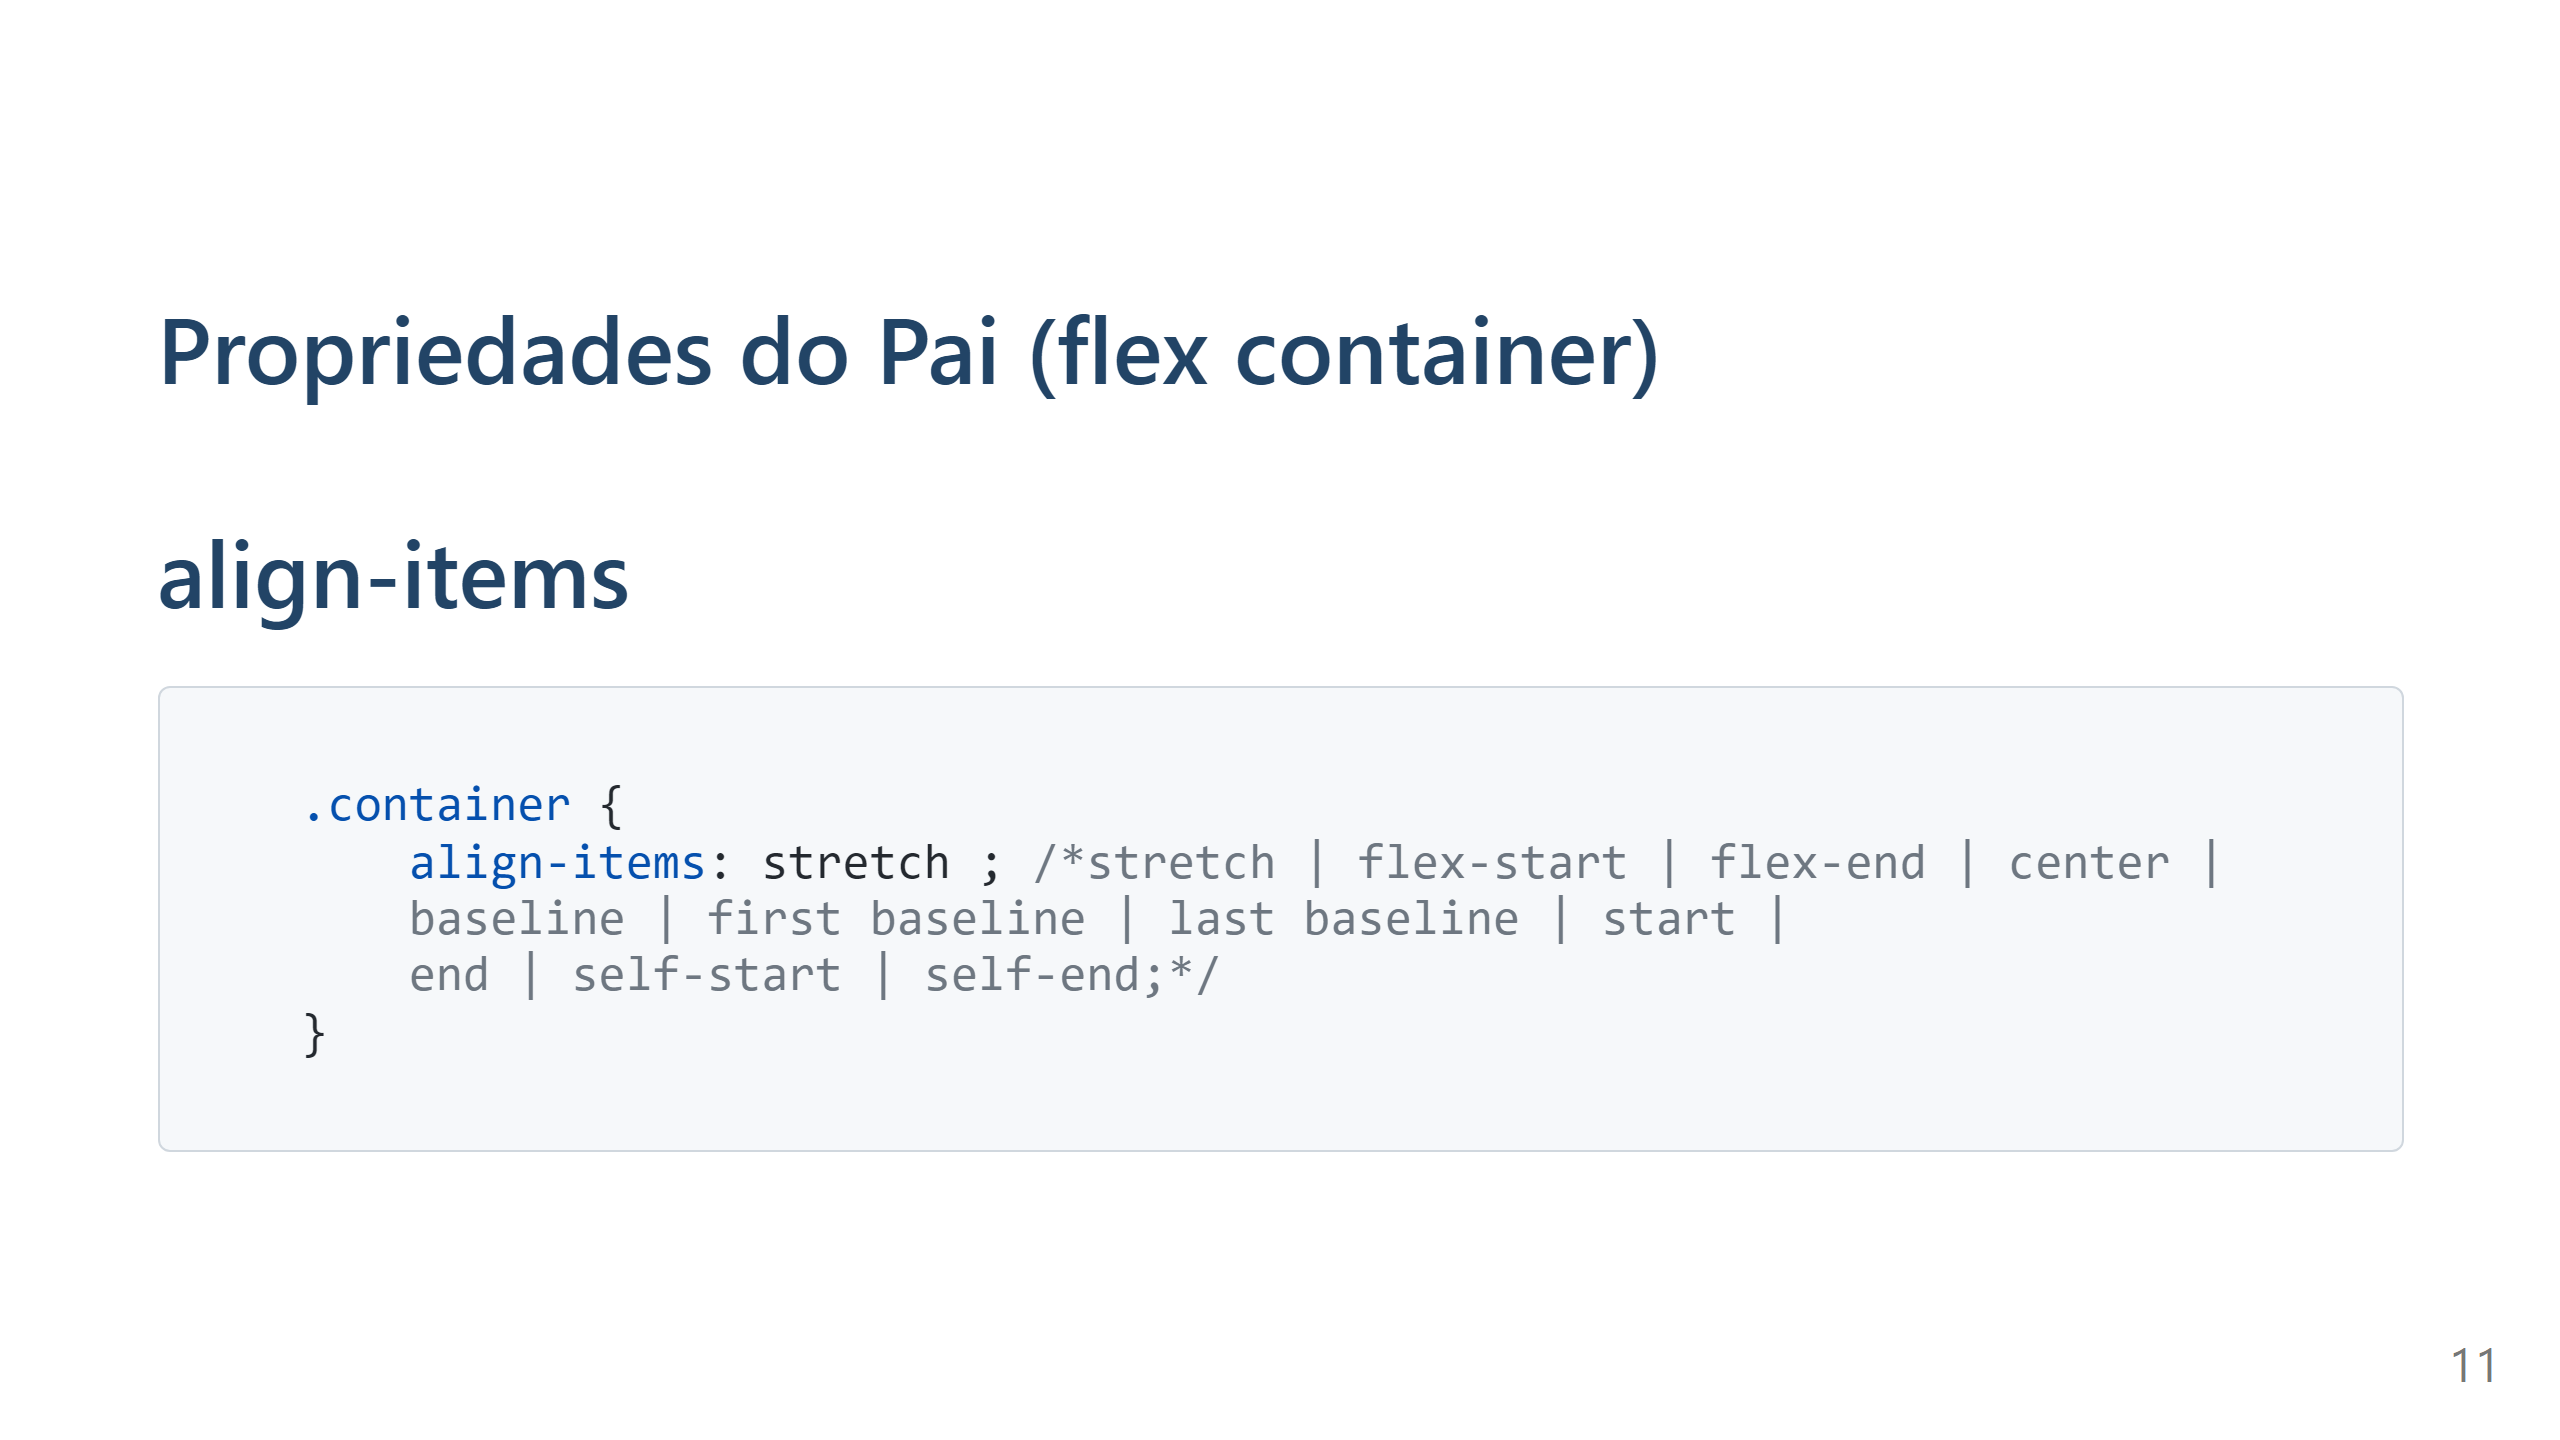 Propriedades do Pai (flex container)
align-items
.container {
align-items: stretch ; /*stretch | flex-start | flex-end | center |
baseline | first baseline | last baseline | start |
end | self-start | self-end;*/
}
11